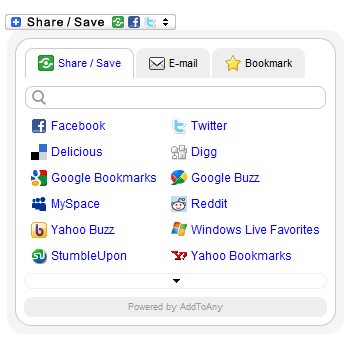 Share / Save
Share / Save E-mail Bookmark
Facebook Twitter
Delicious Digg
Google Bookmarks Google Buzz
MySpace Reddit
Yahoo Buzz Windows Live Favorites
StumbleUpon Yahoo Bookmarks
Powered by AddToAny